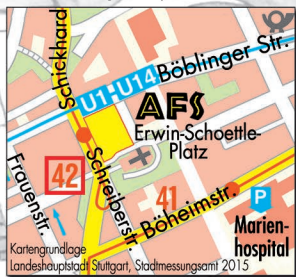 Schickhard
U1·U14
Böblinger Str.
AFS
Erwin-Schoettle-
Platz
Frauenstr.
42
Schreiberstr.
41
Böheimstr.
P
Marien-
hospital
Kartengrundlage
Landeshauptstadt Stuttgart, Stadtmessungsamt 2015